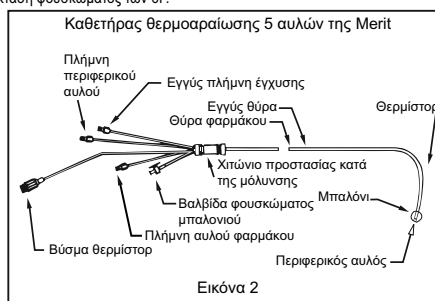 Καθετήρας θερμοαραίωσης 5 αυλών της Merit
Πλήμνη
περιφερικού
αυλού
Εγγύς πλήμνη έγχυσης
Εγγύς θύρα
Θύρα φαρμάκου
Θερμίστορ
Χιτώνιο προστασίας κατά
της μόλυνσης
Μπαλόνι
Βαλβίδα φουσκώματος
μπαλονιού
Πλήμνη αυλού φαρμάκου
Βύσμα θερμίστορ
Περιφερικός αυλός
Εικόνα 2